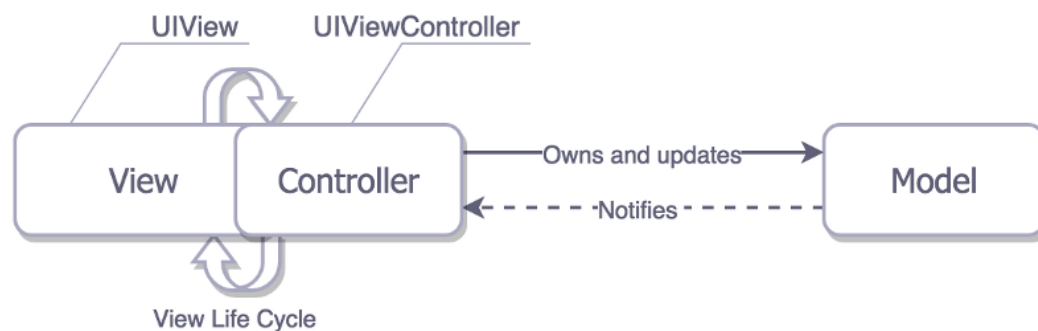 UIView
UIViewController
View
Controller
Owns and updates
Model
Notifies
View Life Cycle